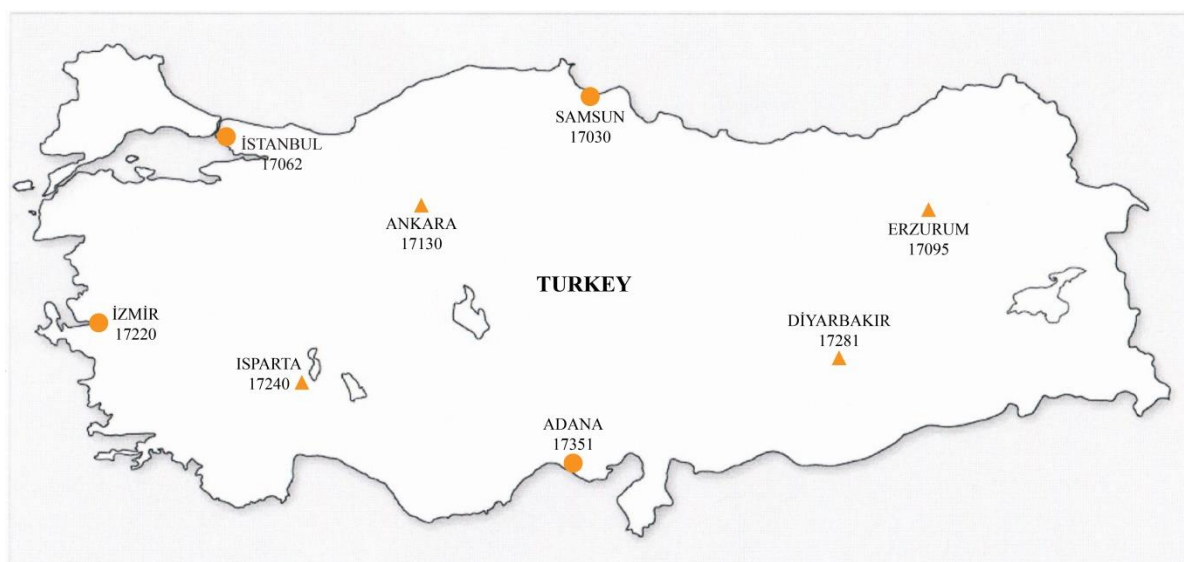 SAMSUN
17030
İSTANBUL
17062
ANKARA
17130
ERZURUM
17095
TURKEY
İZMİR
17220
DİYARBAKIR
17281
ISPARTA
17240
ADANA
17351